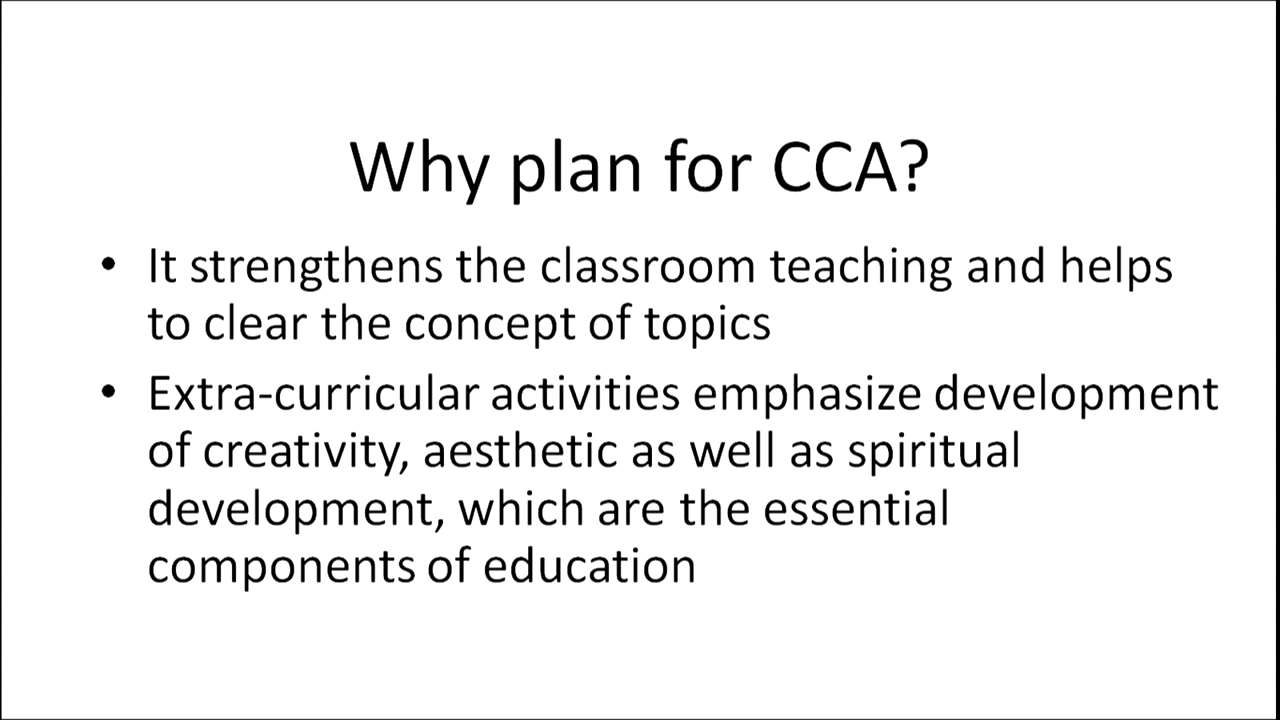 Why plan for CCA?
• It strengthens the classroom teaching and helps
to clear the concept of topics
• Extra-curricular activities emphasize development
of creativity, aesthetic as well as spiritual
development, which are the essential
components of education